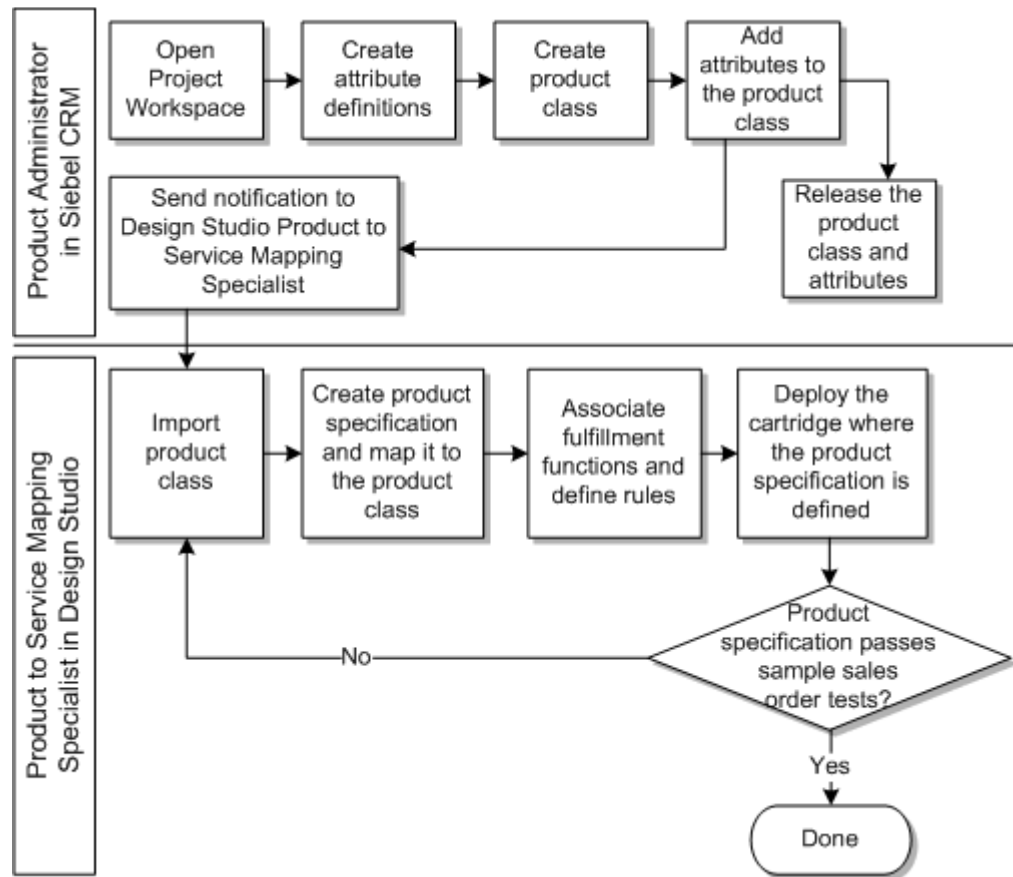 Product Administrator
in Siebel CRM
Open
Project
Workspace
Create
attribute
definitions
Create
product
class
Add
attributes to
the product
class
Send notification to
Design Studio Product to
Service Mapping
Specialist
Release the
product
class and
attributes
Product to Service Mapping
Specialist in Design Studio
Import
product
class
Create product
specification
and map it to
the product
class
Associate
fulfillment
functions and
define rules
Deploy the
cartridge where
the product
specification is
defined
Product
specification passes
sample sales
order tests?
No
Yes
Done